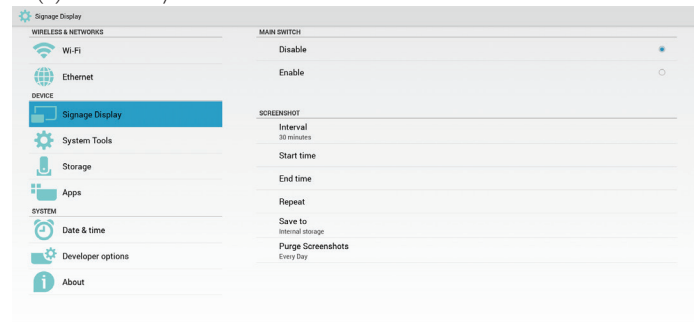 Signage Display
WIRELESS & NETWORKS
Wi-Fi
Ethernet
DEVICE
Signage Display
System Tools
Storage
Apps
SYSTEM
Date & time
Developer options
About
MAIN SWITCH
Disable
Enable
SCREENSHOT
Interval
30 minutes
Start time
End time
Repeat
Save to
Internal storage
Purge Screenshots
Every Day